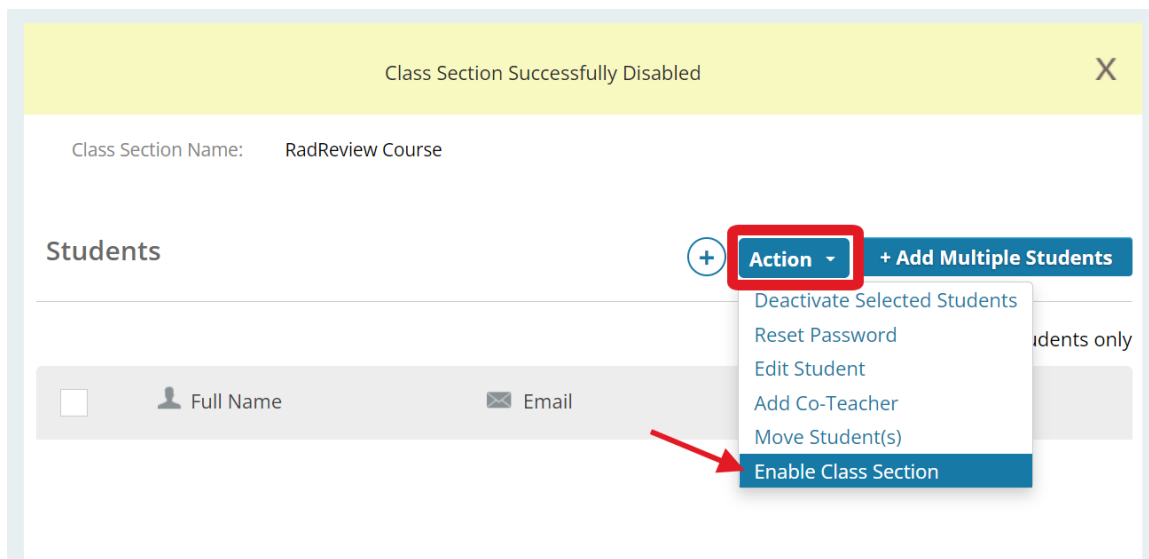 Class Section Successfully Disabled X
Class Section Name: RadReview Course
Students + Action + Add Multiple Students
Deactivate Selected Students
Reset Password
only
Edit Student
Full Name Email Add Co-Teacher
Move Student(s)
Enable Class Section